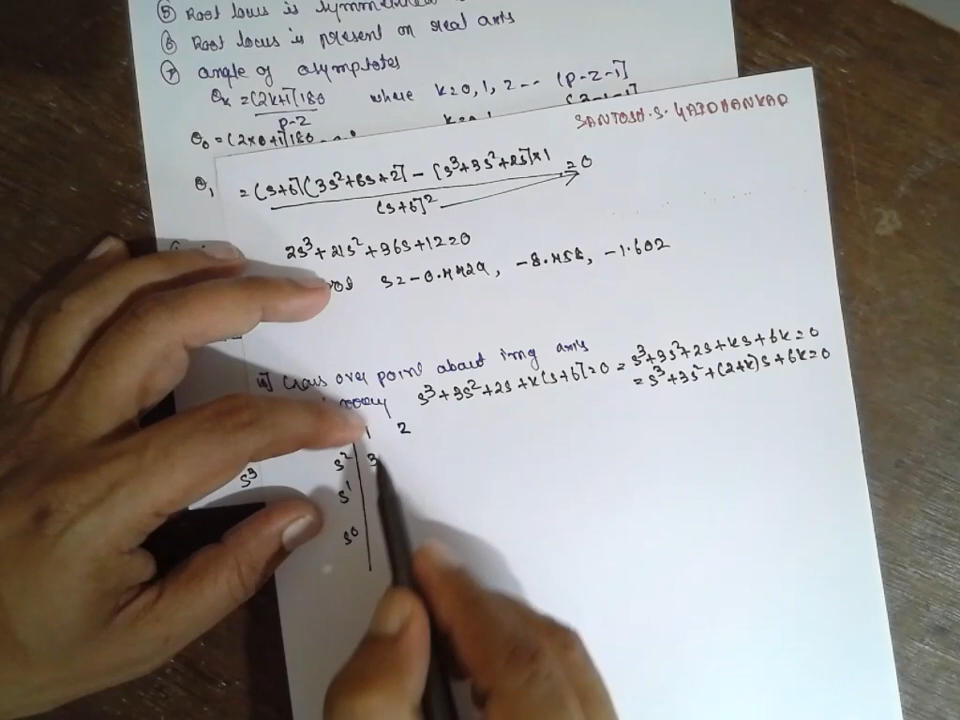 ⑤ Root locus is symmetrical
⑥ Root locus is present on real axis
⑦ angle of asymptotes
θk = (2k+1)180 where k=0, 1, 2 -- (P-Z-1)
P-Z
θ0 = (2×0+1)180
θ1
SANTOSH.S.
= (s+6)(3s²+6s+2) - (s³+3s²+2s)×1 = 0
(s+6)²
2s³+21s²+36s+12=0
s=-0.4424, -8.458, -1.602
Cross over point about img axis
s³+3s²+2s+k(s+6)=0 = s³+3s²+2s+ks+6k=0
= s³+3s²+(2+k)s+6k=0
1 2
s³ s² 3
s¹
s⁰